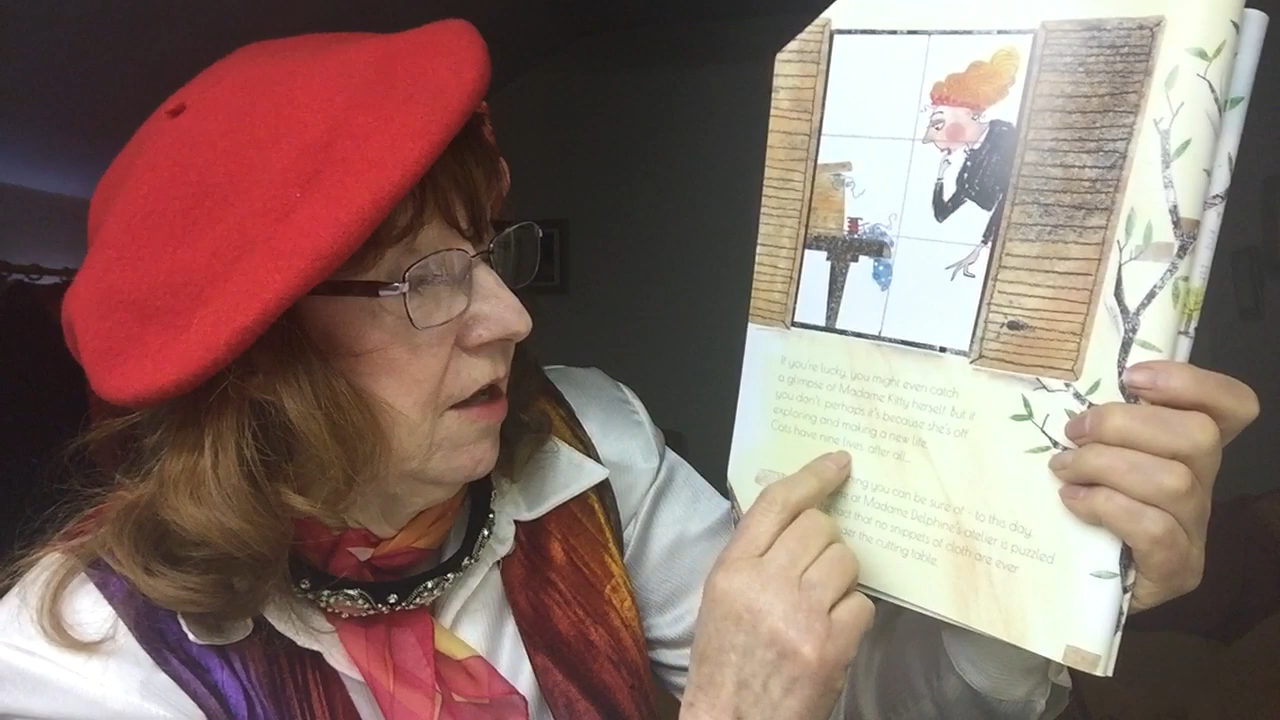 If you're lucky, you might even catch
a glimpse of Madame Kitty herself. But if
you don't, perhaps it's because she's off
exploring and making a new life.
Cats have nine lives, after all...
thing you can be sure of - to this day,
at Madame Delphine's atelier is puzzled
fact that no snippets of cloth are ever
the cutting table.